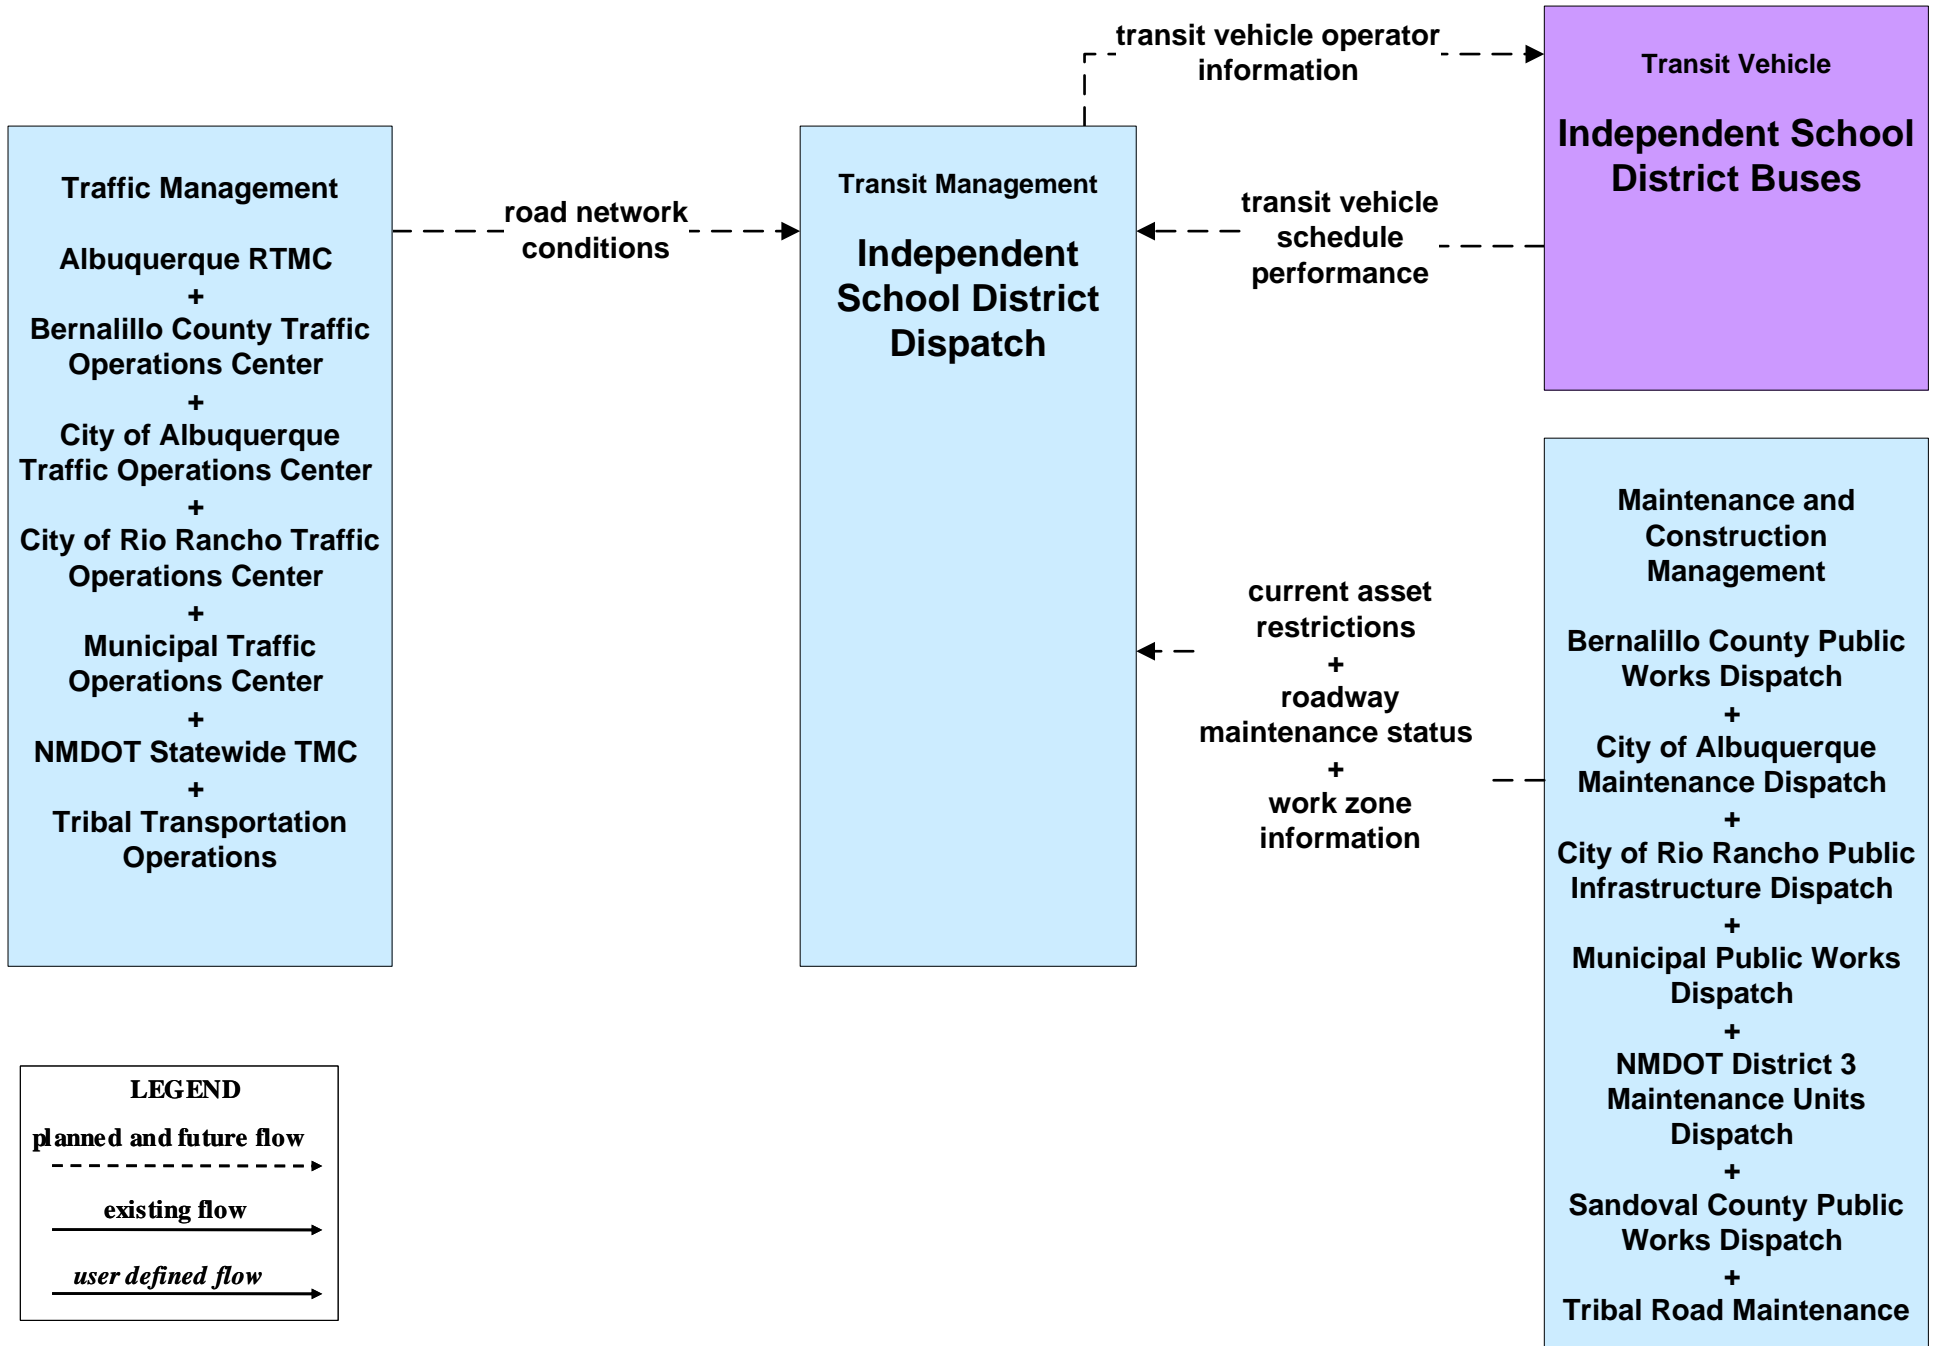 transit vehicle operator
information
Transit Vehicle
Independent School
District Buses
Traffic Management
Albuquerque RTMC
+
Bernalillo County Traffic
Operations Center
+
City of Albuquerque
Traffic Operations Center
+
City of Rio Rancho Traffic
Operations Center
+
Municipal Traffic
Operations Center
+
NMDOT Statewide TMC
+
Tribal Transportation
Operations
road network
conditions
Transit Management
Independent
School District
Dispatch
transit vehicle
schedule
performance
current asset
restrictions
+
roadway
maintenance status
+
work zone
information
Maintenance and
Construction
Management
Bernalillo County Public
Works Dispatch
+
City of Albuquerque
Maintenance Dispatch
+
City of Rio Rancho Public
Infrastructure Dispatch
+
Municipal Public Works
Dispatch
+
NMDOT District 3
Maintenance Units
Dispatch
+
Sandoval County Public
Works Dispatch
+
Tribal Road Maintenance
LEGEND
planned and future flow
existing flow
user defined flow